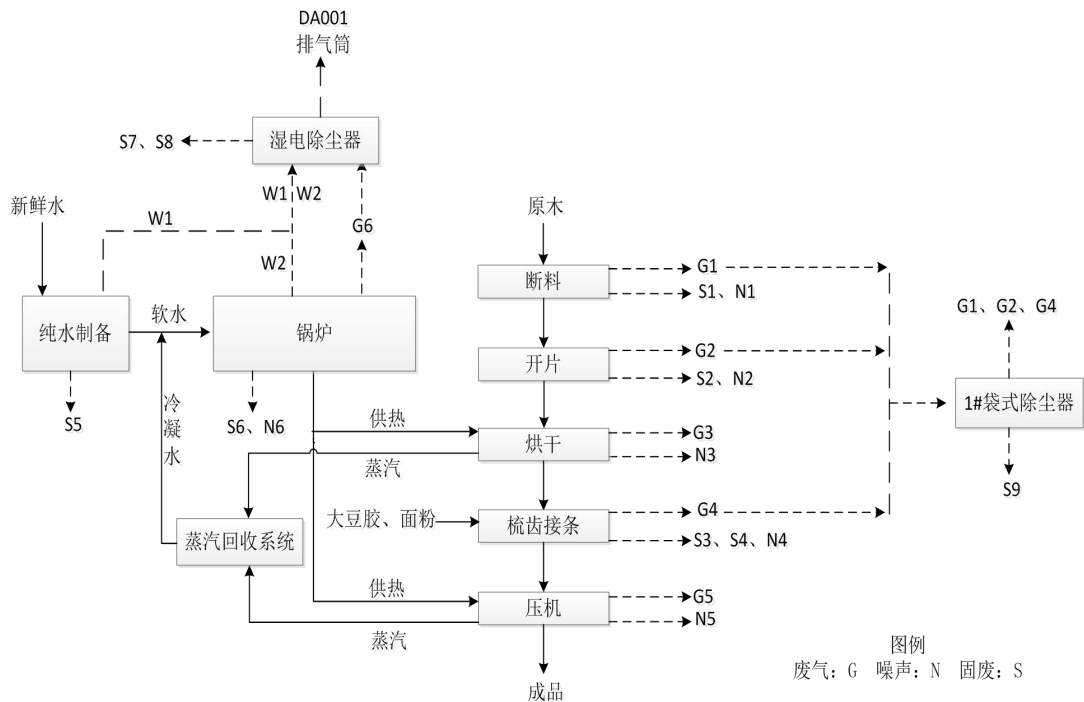 DA001
排气筒
湿电除尘器
S7、S8
W1
W2
新鲜水
W1
G6
W2
纯水制备
软水
锅炉
S5
S6、N6
冷凝水
供热
蒸汽
蒸汽回收系统
供热
蒸汽
原木
断料
G1
S1、N1
开片
G2
S2、N2
烘干
G3
N3
大豆胶、面粉
梳齿接条
G4
S3、S4、N4
压机
G5
N5
成品
G1、G2、G4
1#袋式除尘器
S9
图例
废气：G 噪声：N 固废：S